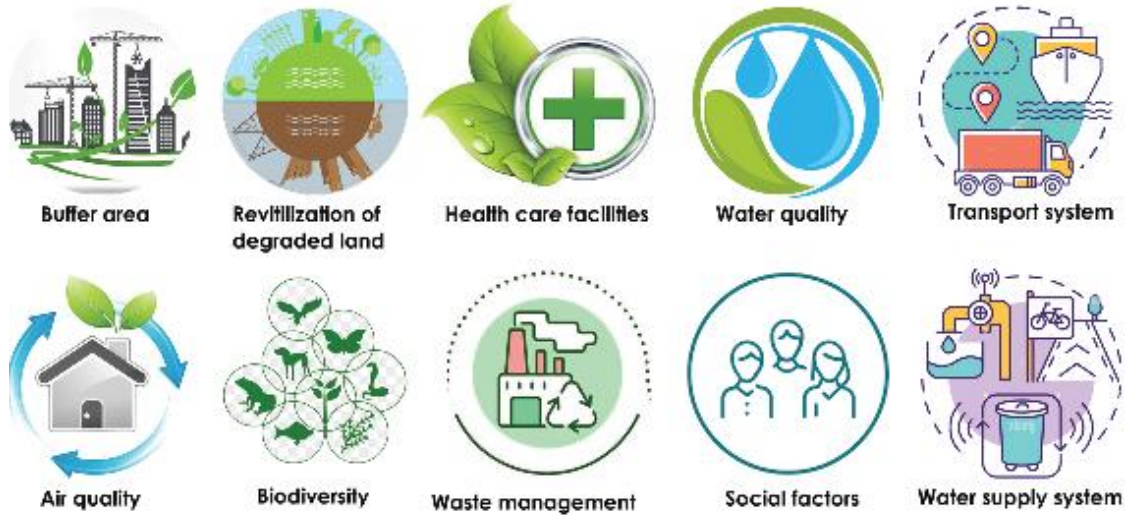 Buffer area
Revitilization of
degraded land
Health care facilities
Water quality
Transport system
Air quality
Biodiversity
Waste management
Social factors
Water supply system